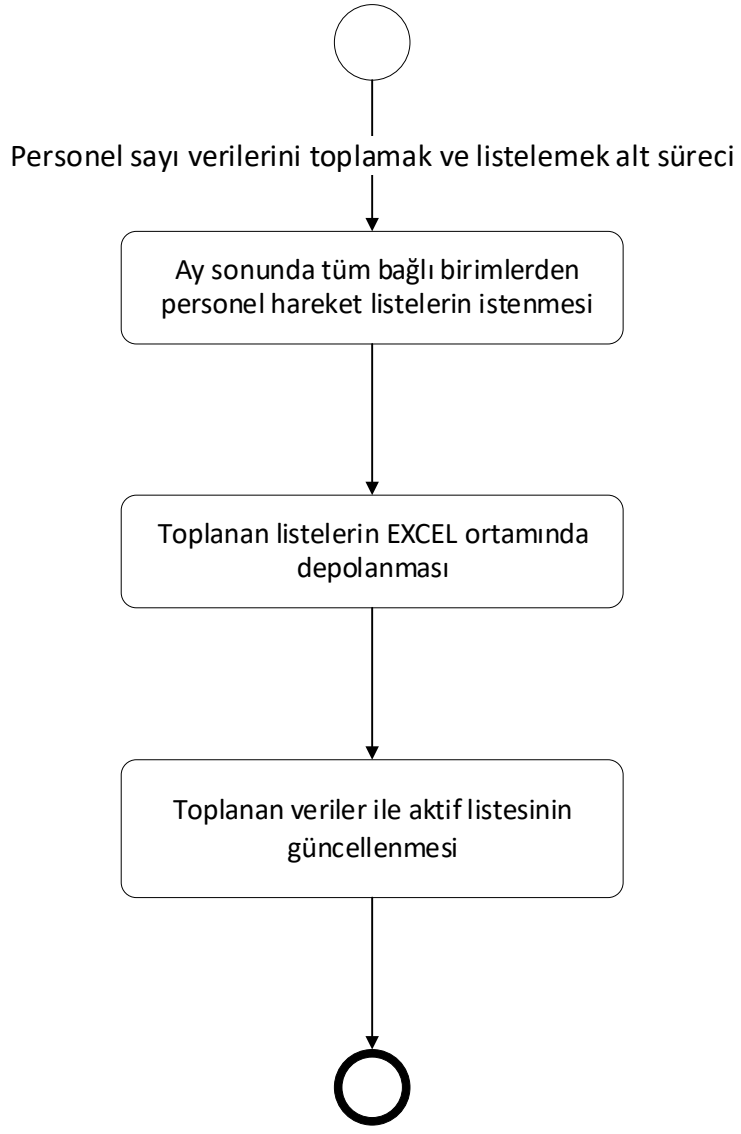 Personel sayı verilerini toplamak ve listelemek alt süreci
Ay sonunda tüm bağlı birimlerden
personel hareket listelerin istenmesi
Toplanan listelerin EXCEL ortamında
depolanması
Toplanan veriler ile aktif listesinin
güncellenmesi